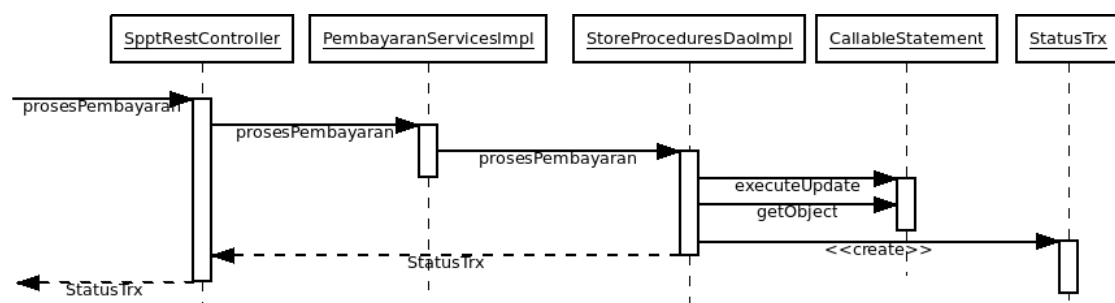 SpptRestController
PembayaranServicesImpl
StoreProceduresDaoImpl
CallableStatement
StatusTrx
prosesPembayaran
prosesPembayaran
prosesPembayaran
executeUpdate
getObject
<<create>>
StatusTrx
StatusTrx